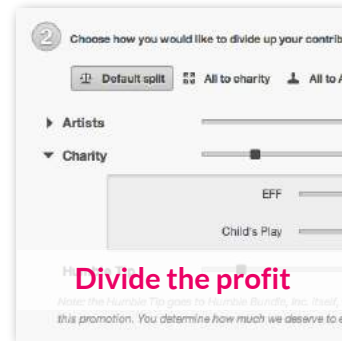 2 Choose how you would like to divide up your contrib
Default split All to charity All to A
Artists
Charity
EFF
Child's Play
Divide the profit
Note: the Humble Tip goes to Humble Bundle, Inc. itself,
this promotion. You determine how much we deserve to e